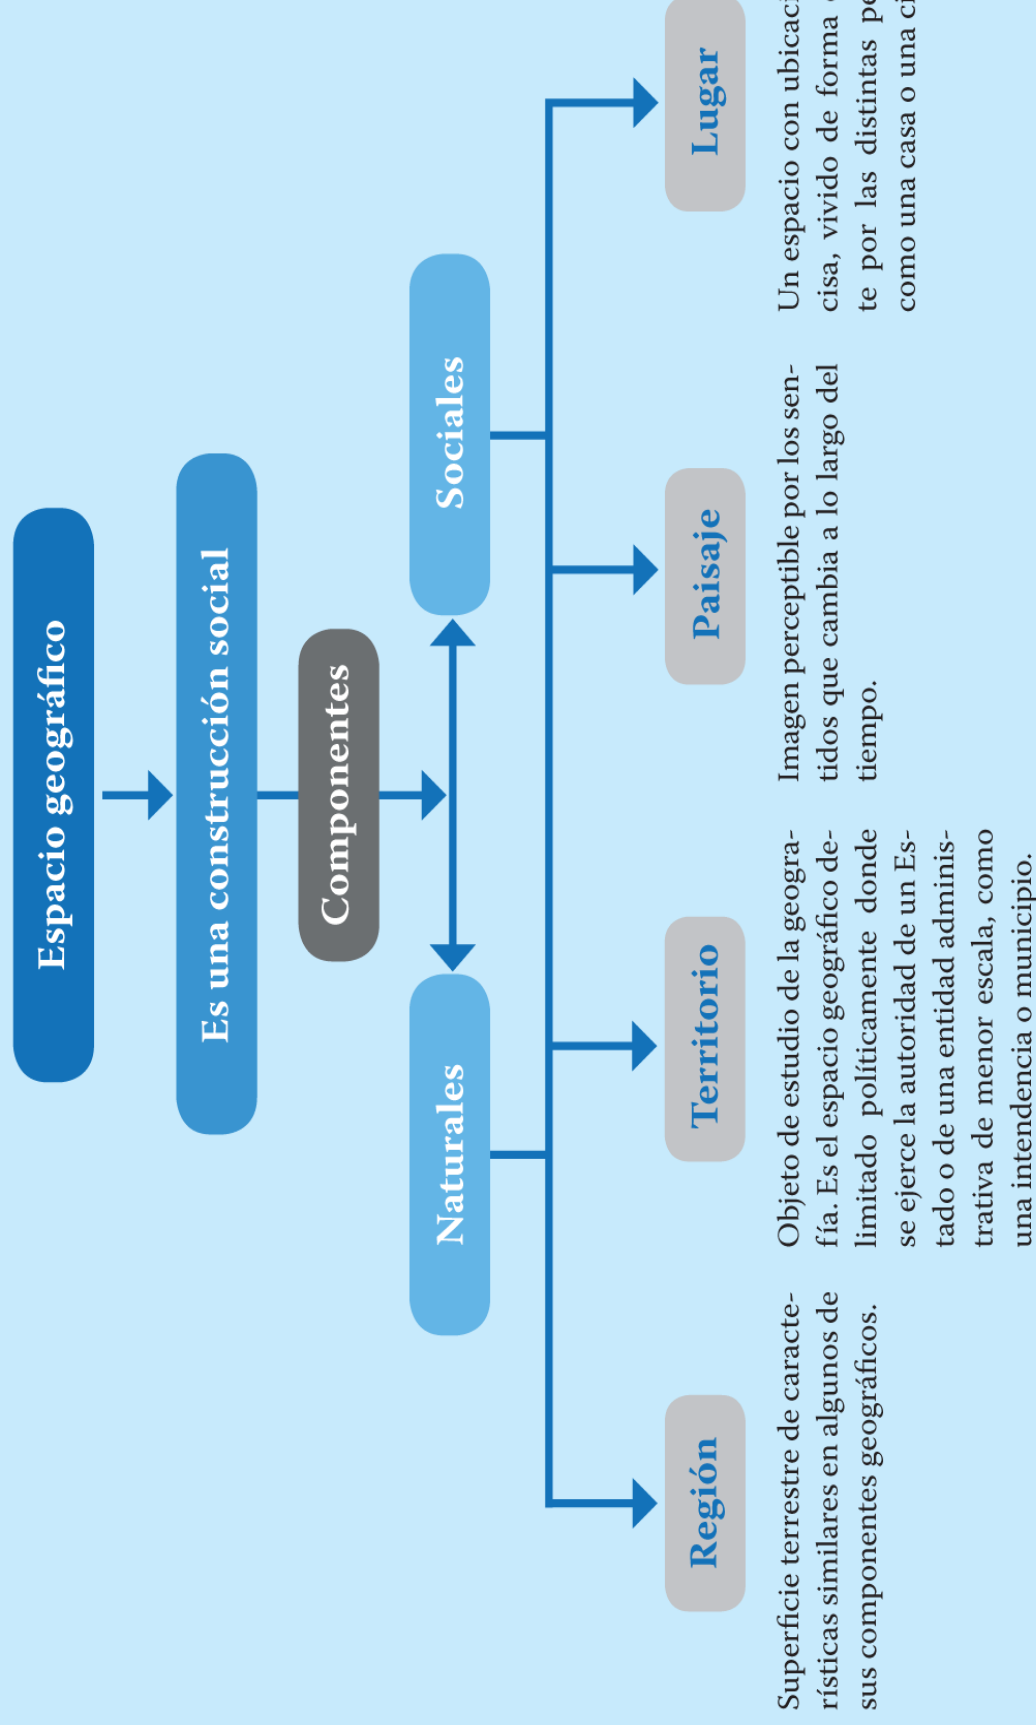 Espacio geográfico
Es una construcción social
Componentes
Naturales
Sociales
Región
Superficie terrestre de caracte-
rísticas similares en algunos de
sus componentes geográficos.
Territorio
Objeto de estudio de la geogra-
fía. Es el espacio geográfico de-
limitado políticamente donde
se ejerce la autoridad de un Es-
tado o de una entidad adminis-
trativa de menor escala, como
una intendencia o municipio.
Paisaje
Imagen perceptible por los sen-
tidos que cambia a lo largo del
tiempo.
Lugar
Un espacio con
cisa, vivido de forma
te por las distintas
como una casa o una